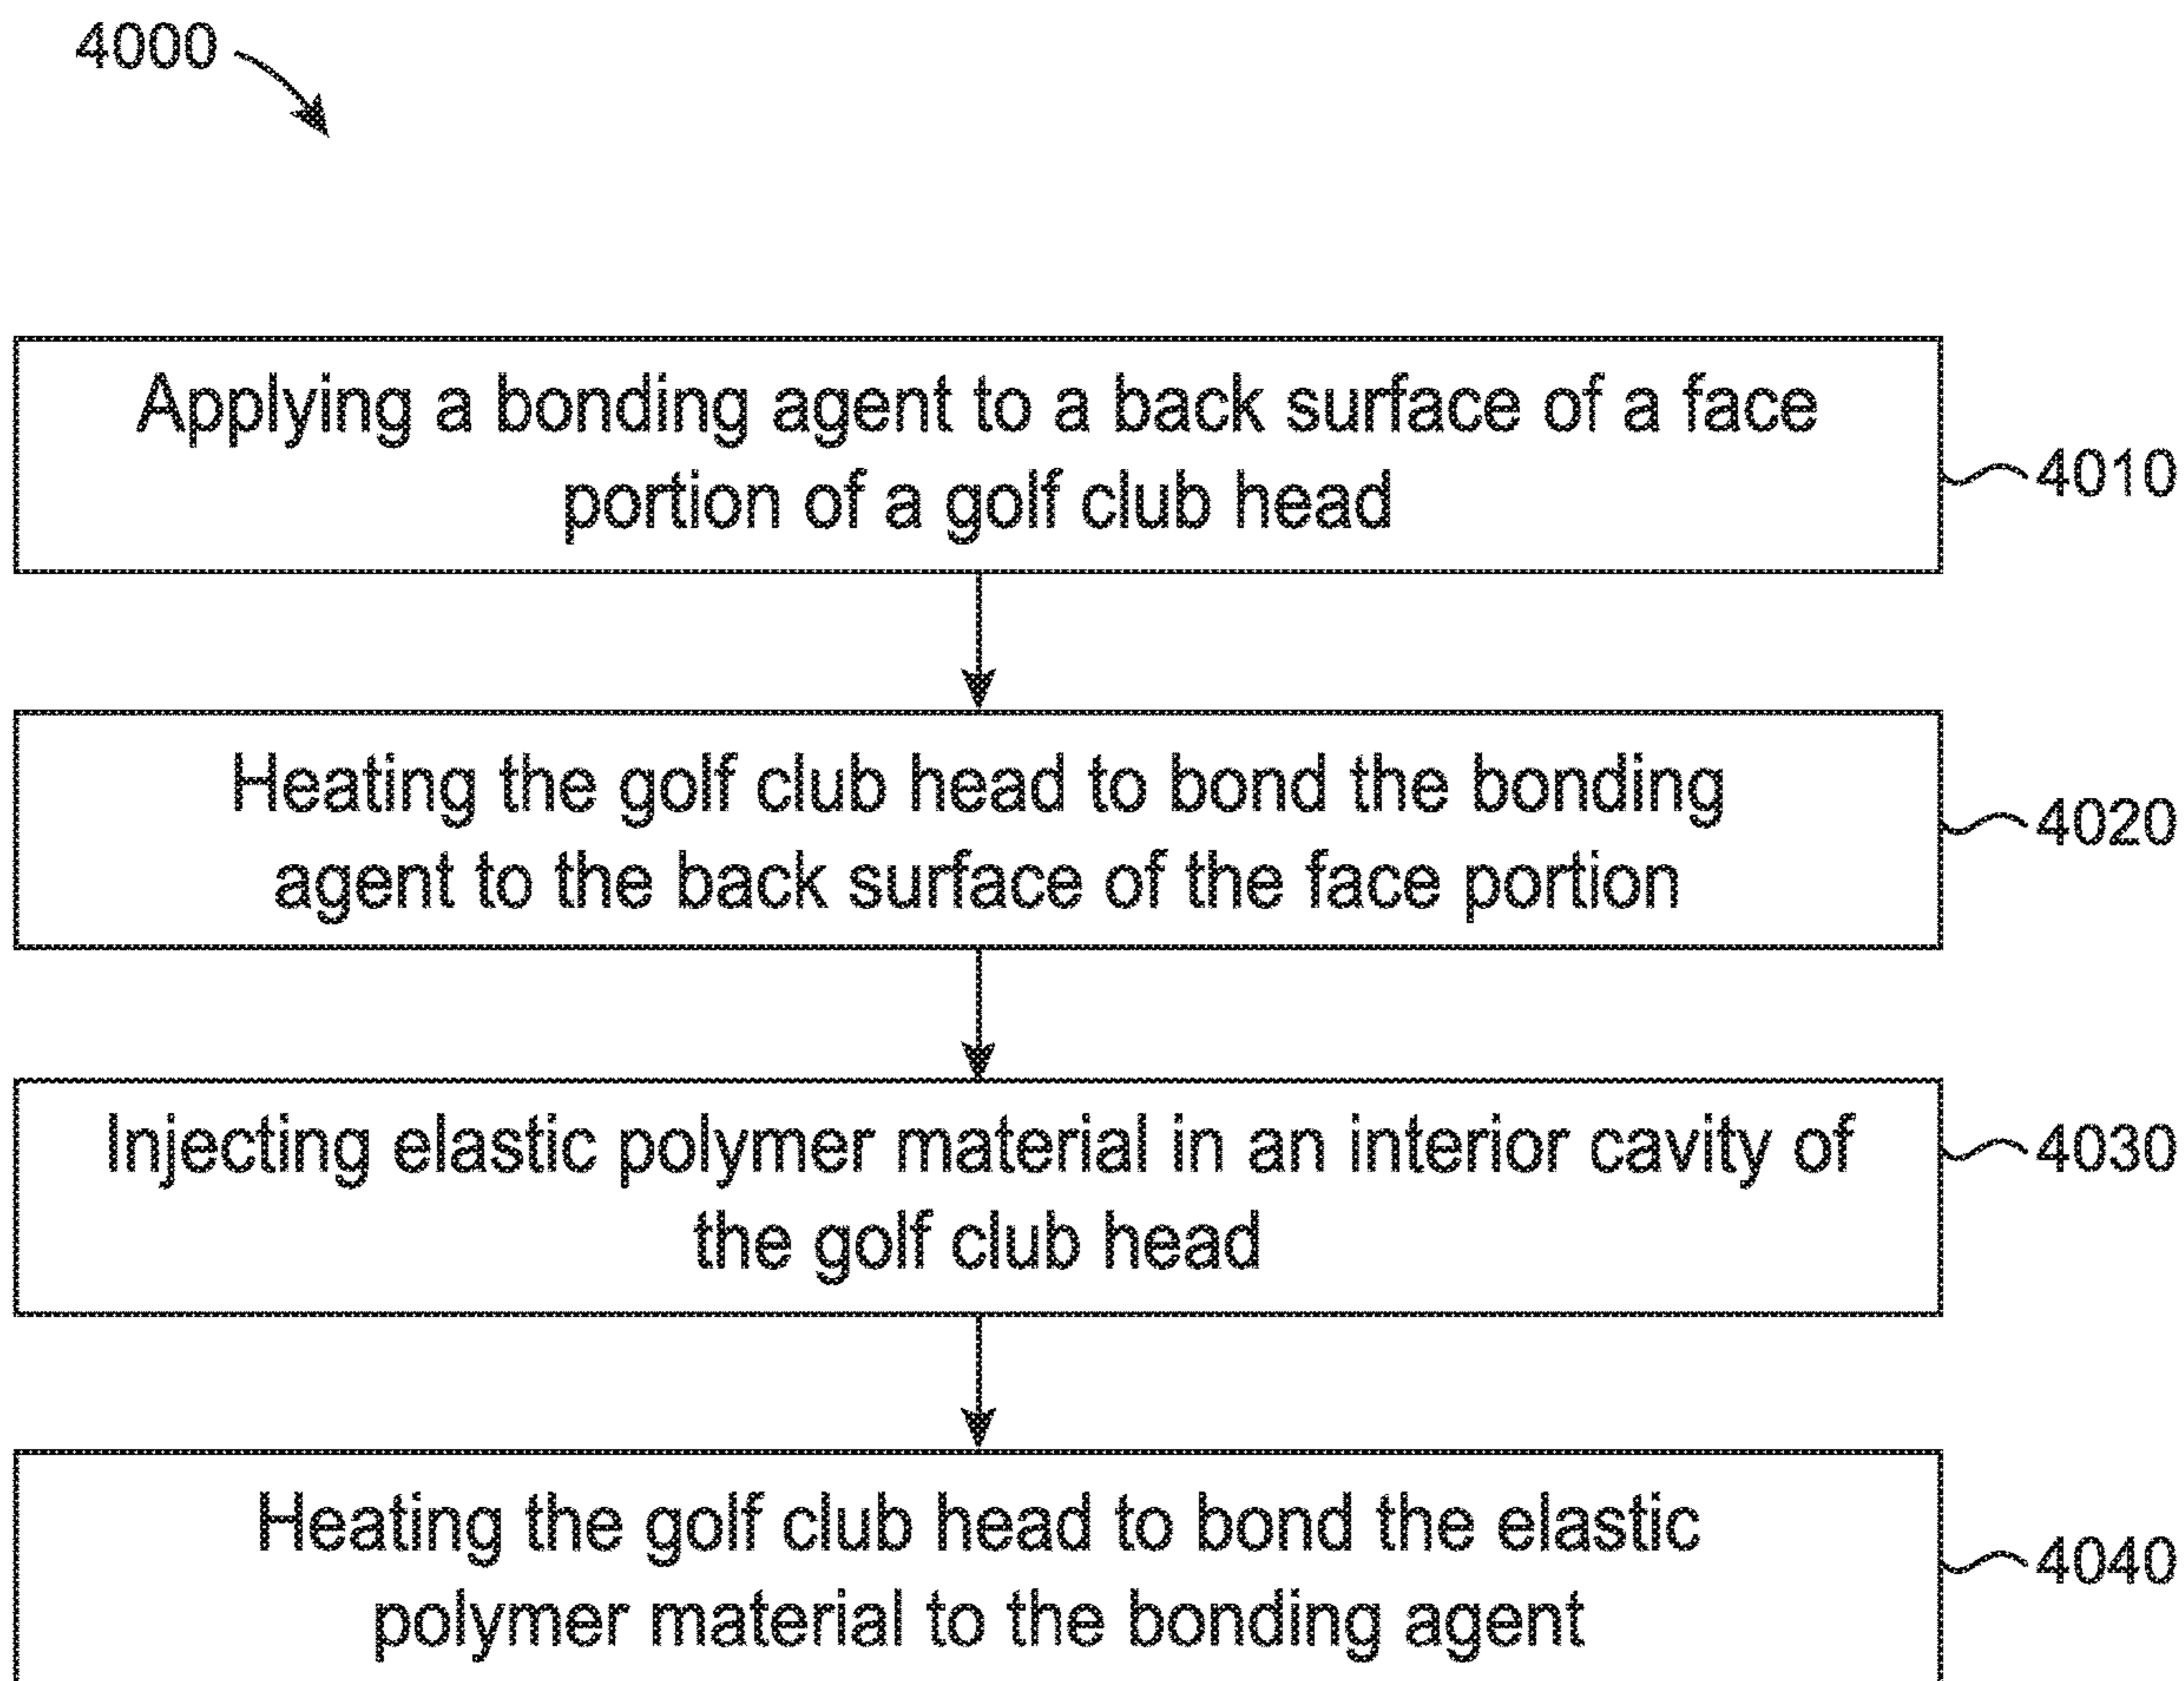 4000
Applying a bonding agent to a back surface of a face
portion of a golf club head
4010
Heating the golf club head to bond the bonding
agent to the back surface of the face portion
4020
Injecting elastic polymer material in an interior cavity of
the golf club head
4030
Heating the golf club head to bond the elastic
polymer material to the bonding agent
4040